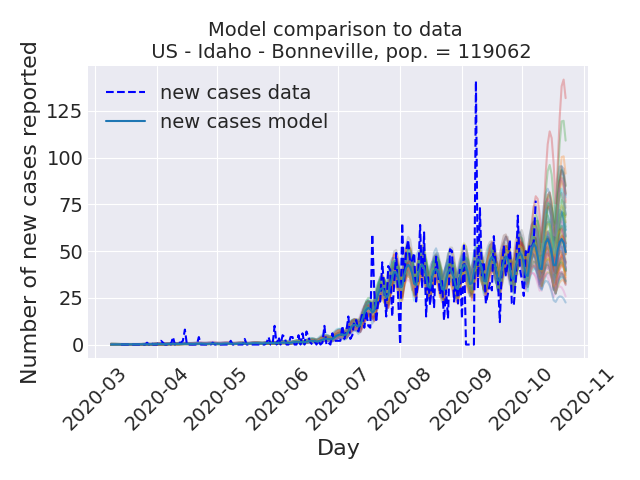 Model comparison to data
US - Idaho - Bonneville, pop. = 119062
Number of new cases reported
125
100
75
50
25
0
new cases data
new cases model
2020-03
2020-04
2020-05
2020-06
2020-07
2020-08
2020-09
2020-10
2020-11
Day